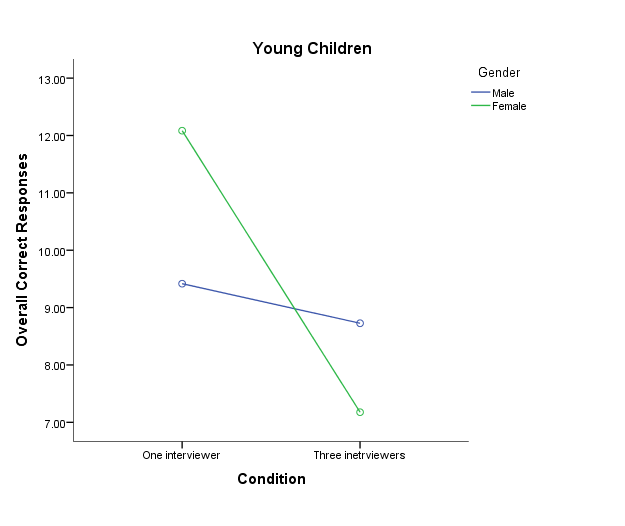 Young Children
Gender
Male
Female
Overall Correct Responses
13.00
12.00
11.00
10.00
9.00
8.00
7.00
One interviewer
Three inetrviewers
Condition